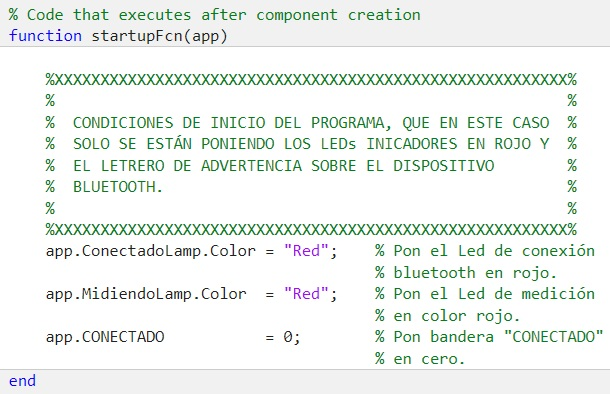 % Code that executes after component creation
function startupFcn(app)
%XXXXXXXXXXXXXXXXXXXXXXXXXXXXXXXXXXXXXXXXXXXXXXXXXXXXXXXX%
% %
% CONDICIONES DE INICIO DEL PROGRAMA, QUE EN ESTE CASO %
% SOLO SE ESTÁN PONIENDO LOS LEDs INICADORES EN ROJO Y %
% EL LETRERO DE ADVERTENCIA SOBRE EL DISPOSITIVO %
% BLUETOOTH. %
% %
%XXXXXXXXXXXXXXXXXXXXXXXXXXXXXXXXXXXXXXXXXXXXXXXXXXXXXXXX%
app.ConectadoLamp.Color = "Red"; % Pon el Led de conexión
% bluetooth en rojo.
app.MidiendoLamp.Color = "Red"; % Pon el Led de medición
% en color rojo.
app.CONECTADO = 0; % Pon bandera "CONECTADO"
% en cero.
end